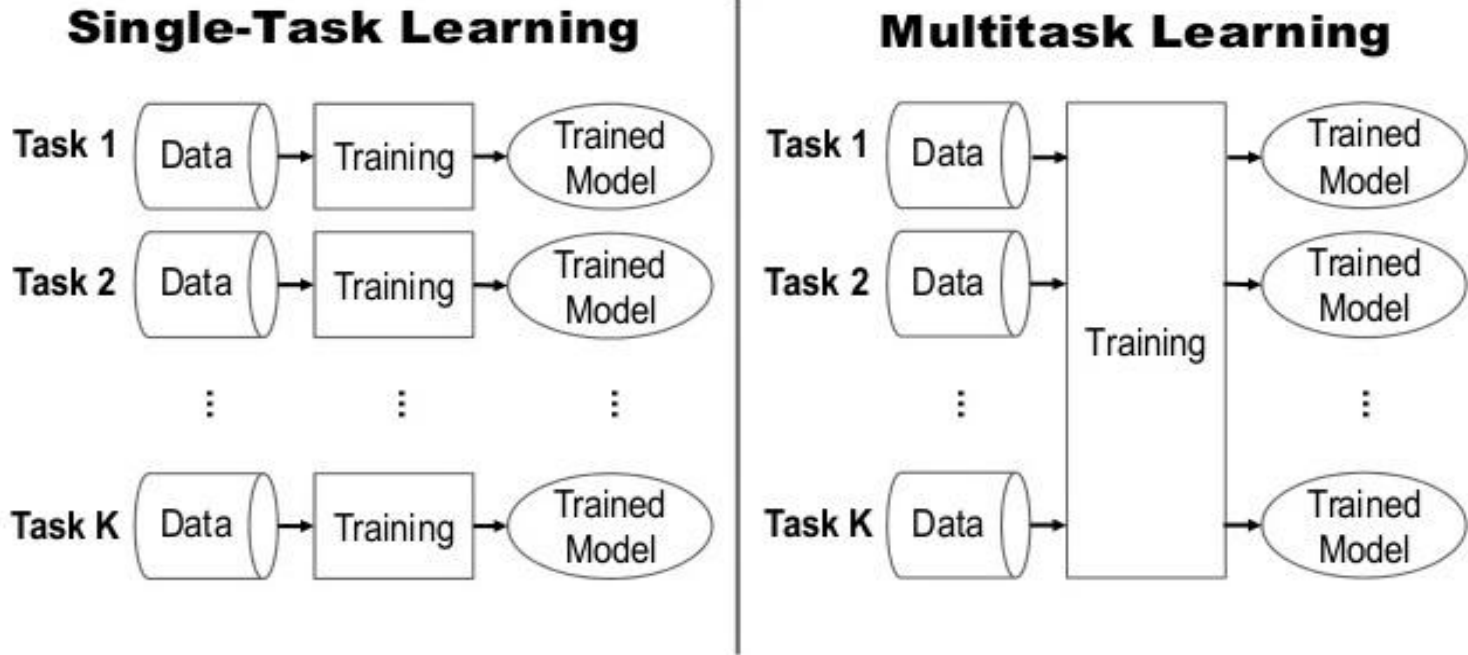 Single-Task Learning
Task 1
Data
Training
Trained
Model
Task 2
Data
Training
Trained
Model
⋮
⋮
⋮
Task K
Data
Training
Trained
Model
Multitask Learning
Task 1
Data
Trained
Model
Task 2
Data
Trained
Model
Training
⋮
⋮
Task K
Data
Trained
Model